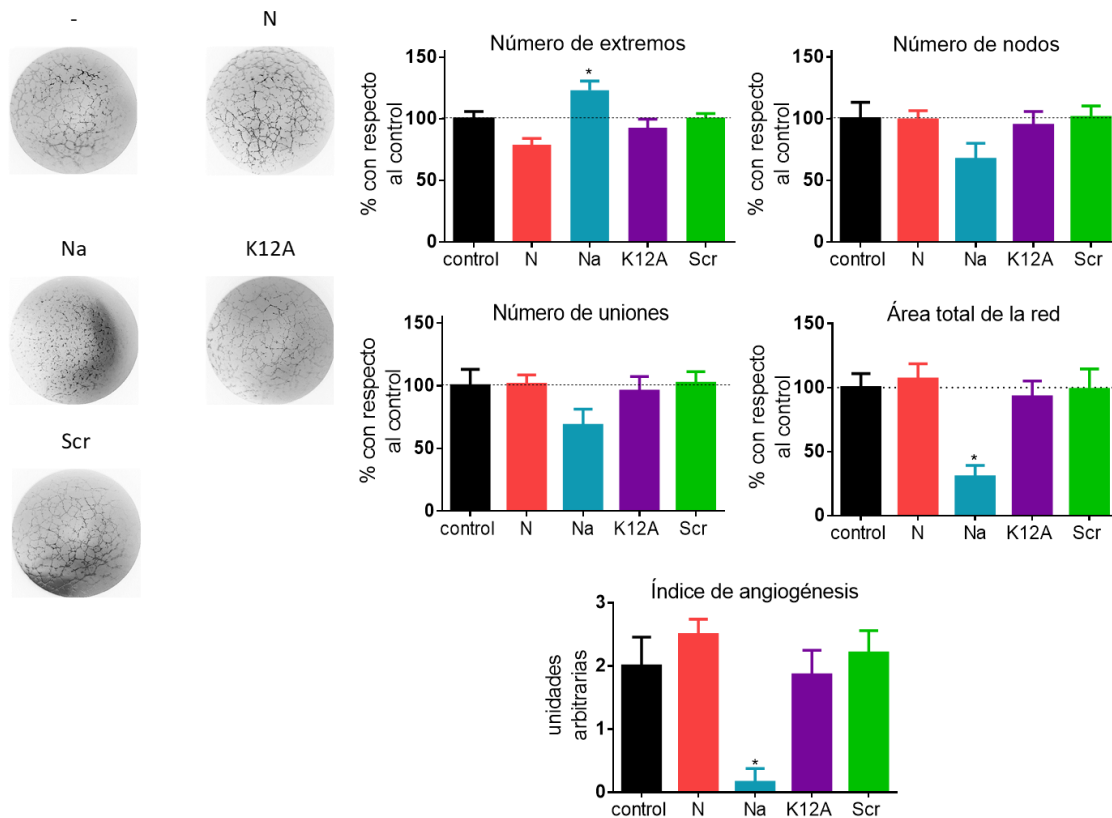 -
N
Na
K12A
Scr
Número de extremos
% con respecto
al control
150
100
50
0
*
control N Na K12A Scr
Número de nodos
% con respecto
al control
150
100
50
0
control N Na K12A Scr
Número de uniones
% con respecto
al control
150
100
50
0
control N Na K12A Scr
Área total de la red
% con respecto
al control
150
100
50
0
*
control N Na K12A Scr
Índice de angiogénesis
unidades
arbitrarias
3
2
1
0
*
control N Na K12A Scr